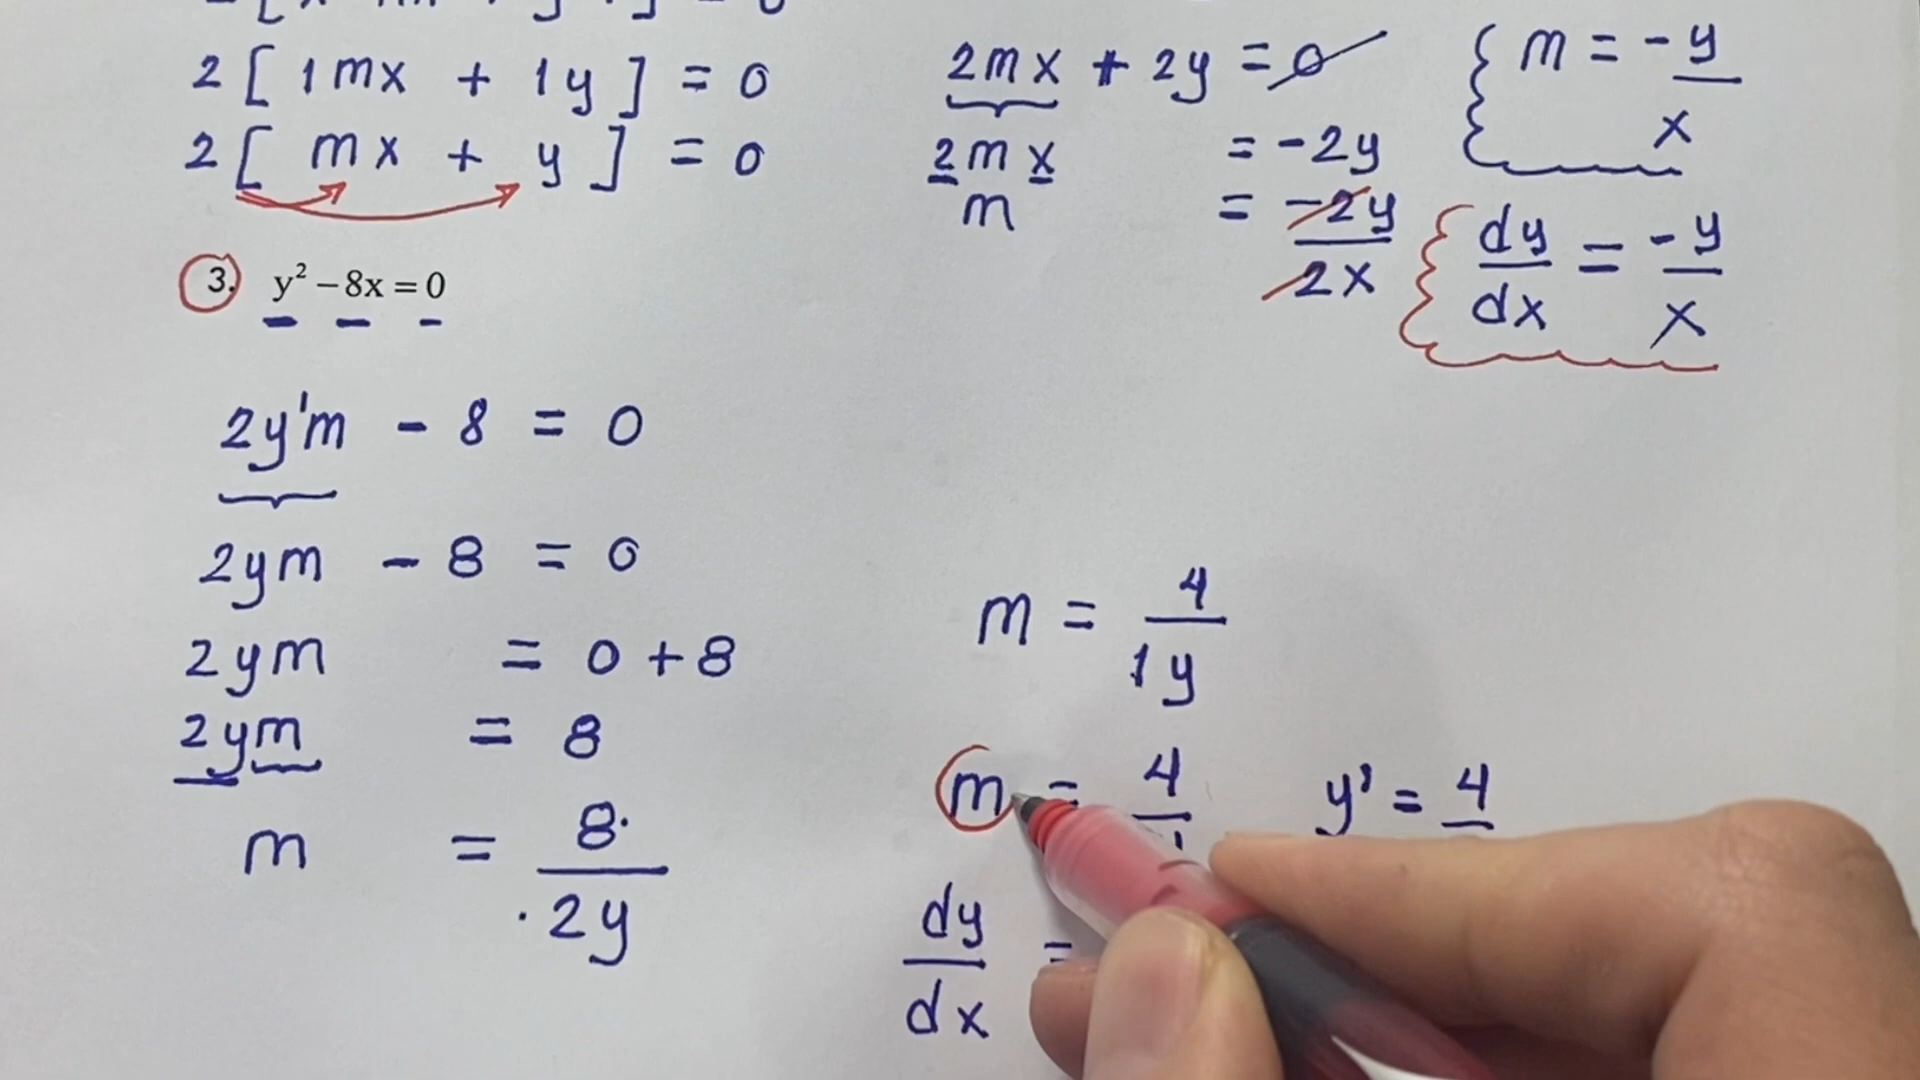 2 [ 1mx + 1y ] = 0
2 [ mx + y ] = 0
2mx + 2y = 0
2mx = -2y
m = -2y / 2x
m = -y / x
dy/dx = -y / x
3. y² – 8x = 0
2y'm - 8 = 0
2ym - 8 = 0
2ym = 0 + 8
2ym = 8
m = 8 / 2y
m = 4 / 1y
m = 4
y' = 4
dy/dx =